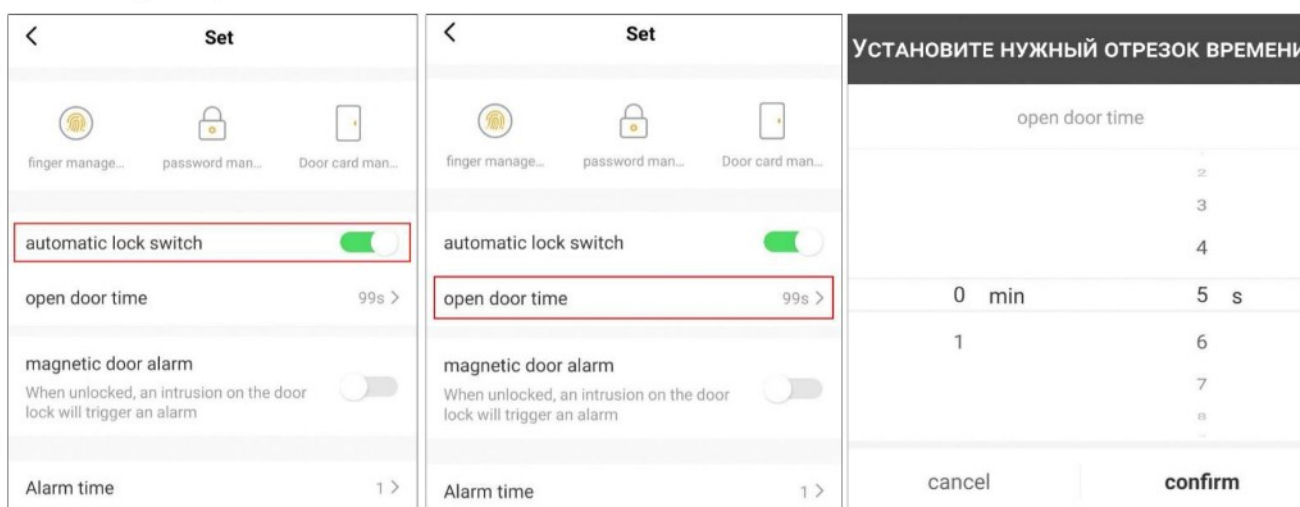 Set
finger manage...
password man...
Door card man...
automatic lock switch
open door time
99s >
magnetic door alarm
When unlocked, an intrusion on the door
lock will trigger an alarm
Alarm time
1 >
Set
finger manage...
password man...
Door card man...
automatic lock switch
open door time
99s >
magnetic door alarm
When unlocked, an intrusion on the door
lock will trigger an alarm
Alarm time
1 >
УСТАНОВИТЕ НУЖНЫЙ ОТРЕЗОК ВРЕМЕНИ
open door time
2
3
4
0 min 5 s
1 6
7
8
cancel confirm